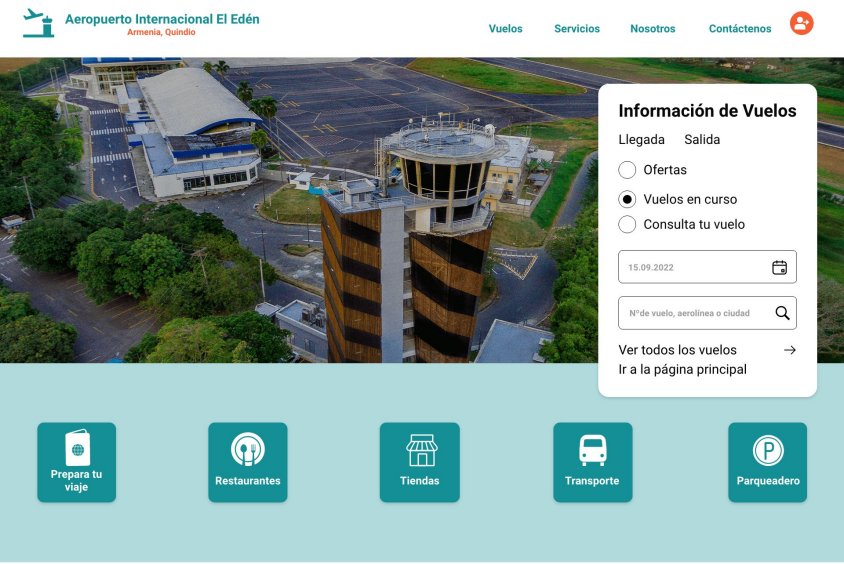 Aeropuerto Internacional El Edén
Armenia, Quindio
Vuelos
Servicios
Nosotros
Contáctenos
Información de Vuelos
Llegada Salida
Ofertas
Vuelos en curso
Consulta tu vuelo
15.09.2022
Nºde vuelo, aerolínea o ciudad
Ver todos los vuelos
Ir a la página principal
Prepara tu
viaje
Restaurantes
Tiendas
Transporte
P
Parqueadero